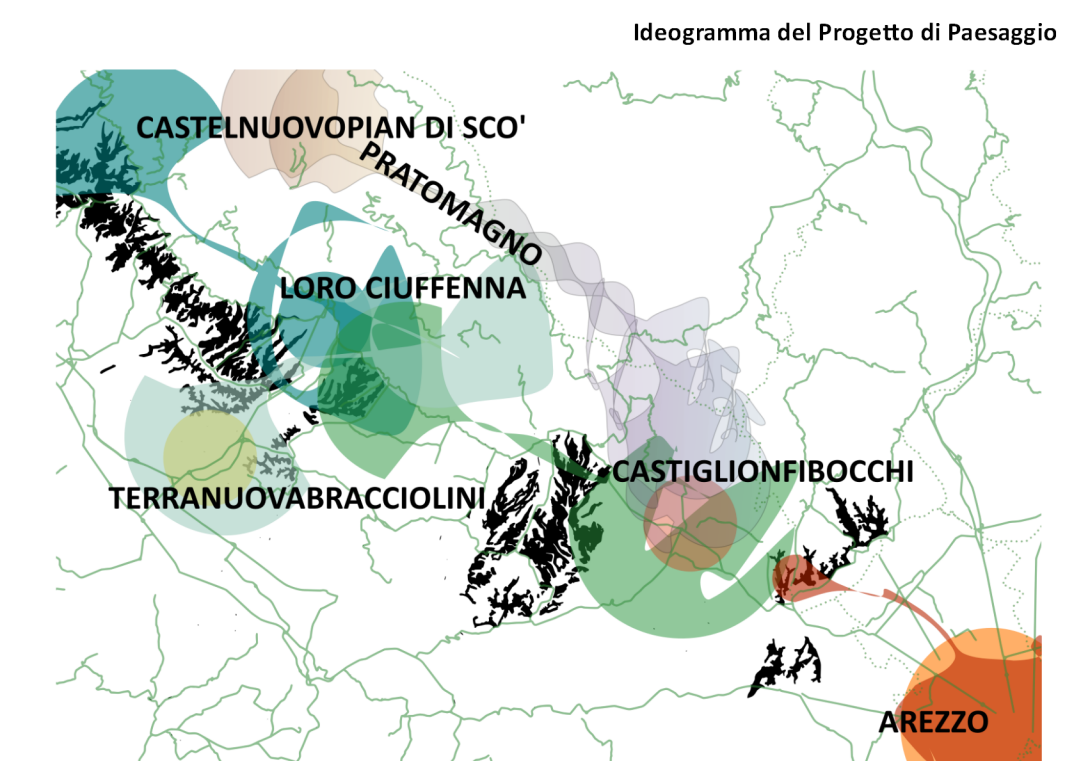 Ideogramma del Progetto di Paesaggio
CASTELNUOVOPIAN DI SCO'
PRATOMAGNO
LORO CIUFFENNA
CASTIGLIONFIBOCCHI
TERRANUOVABRACCIOLINI
AREZZO